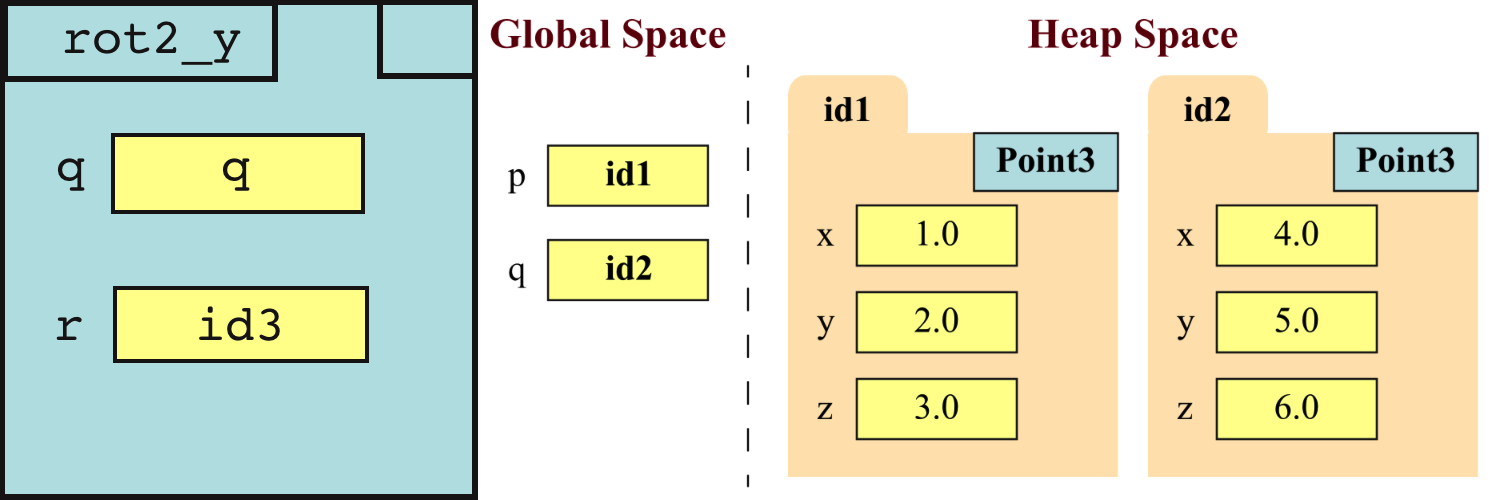 rot2_y
q q
r id3
Global Space
p id1
q id2
Heap Space
id1
Point3
x 1.0
y 2.0
z 3.0
id2
Point3
x 4.0
y 5.0
z 6.0